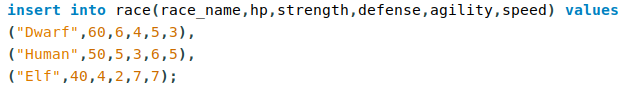 insert into race(race_name,hp,strength,defense,agility,speed) values
("Dwarf",60,6,4,5,3),
("Human",50,5,3,6,5),
("Elf",40,4,2,7,7);